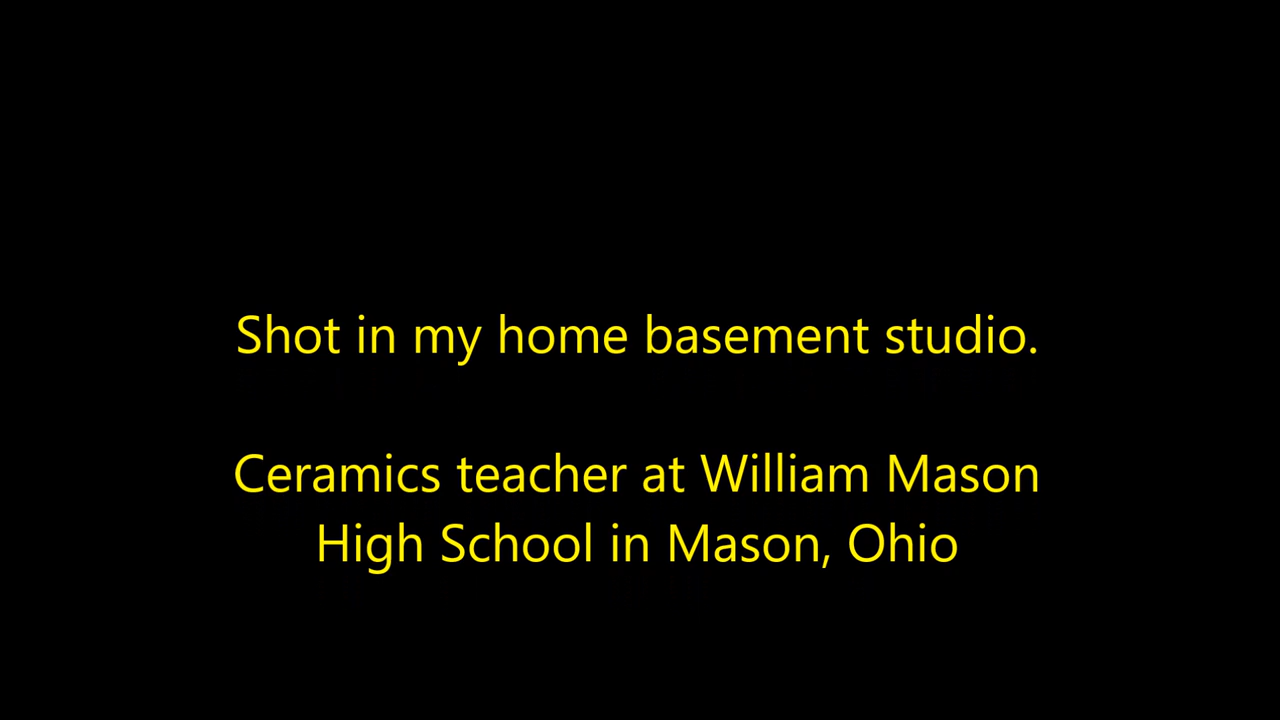 Shot in my home basement studio.
Ceramics teacher at William Mason
High School in Mason, Ohio